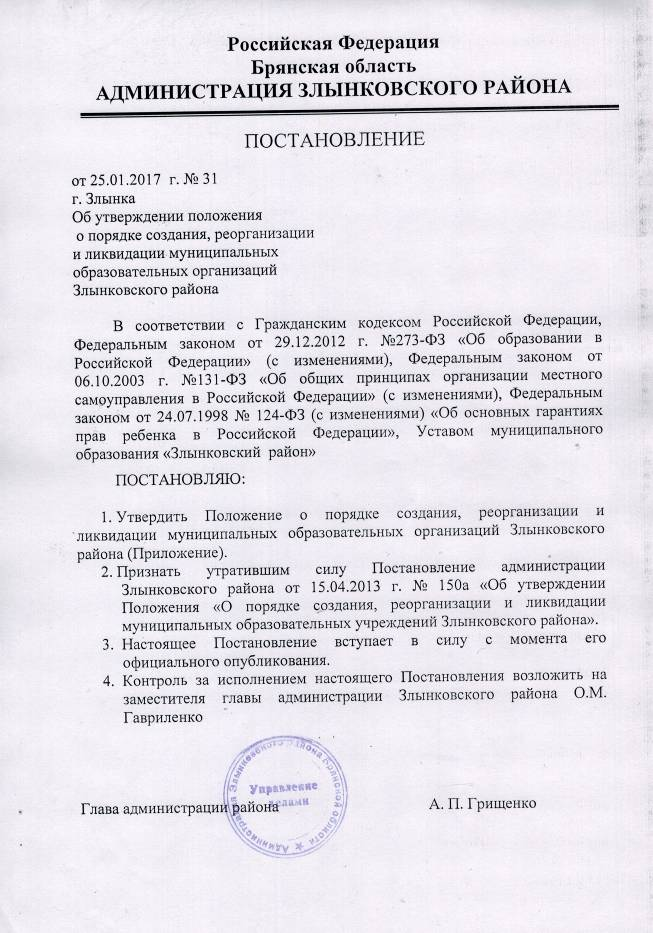 Российская Федерация
Брянская область
АДМИНИСТРАЦИЯ ЗЛЫНКОВСКОГО РАЙОНА
ПОСТАНОВЛЕНИЕ
от 25.01.2017 г. № 31
г. Злынка
Об утверждении положения
о порядке создания, реорганизации
и ликвидации муниципальных
образовательных организаций
Злынковского района
В соответствии с Гражданским кодексом Российской Федерации,
Федеральным законом от 29.12.2012 г. №273-ФЗ «Об образовании в
Российской Федерации» (с изменениями), Федеральным законом от
06.10.2003 г. №131-ФЗ «Об общих принципах организации местного
самоуправления в Российской Федерации» (с изменениями), Федеральным
законом от 24.07.1998 № 124-ФЗ (с изменениями) «Об основных гарантиях
прав ребенка в Российской Федерации», Уставом муниципального
образования «Злынковский район»
ПОСТАНОВЛЯЮ:
1. Утвердить Положение о порядке создания, реорганизации и
ликвидации муниципальных образовательных организаций Злынковского
района (Приложение).
2. Признать утратившим силу Постановление администрации
Злынковского района от 15.04.2013 г. № 150а «Об утверждении
Положения «О порядке создания, реорганизации и ликвидации
муниципальных образовательных учреждений Злынковского района».
3. Настоящее Постановление вступает в силу с момента его
официального опубликования.
4. Контроль за исполнением настоящего Постановления возложить на
заместителя главы администрации Злынковского района О.М.
Гавриленко
Администрация Злынковского района Брянской области
Управление
делами
Глава администрации района А. П. Грищенко